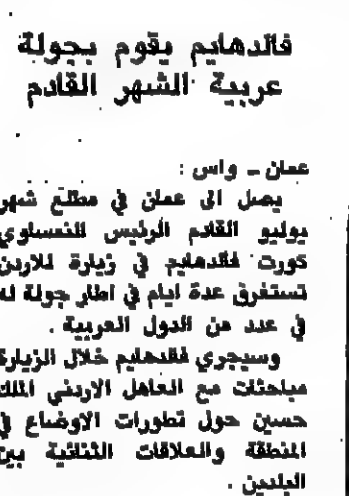 فالدهايم يقوم بجولة
عربية الشهر القادم
عمان - واس :
يصل الى عمان في مطلع شهر
يوليو القادم الرئيس النمساوي
كورت فالدهايم في زيارة للاردن
تستغرق عدة ايام في اطار جولة له
في عدد من الدول العربية .
وسيجري فالدهايم خلال الزيارة
مباحثات مع العاهل الاردني الملك
حسين حول تطورات الاوضاع في
المنطقة والعلاقات الثنائية بين
البلدين .